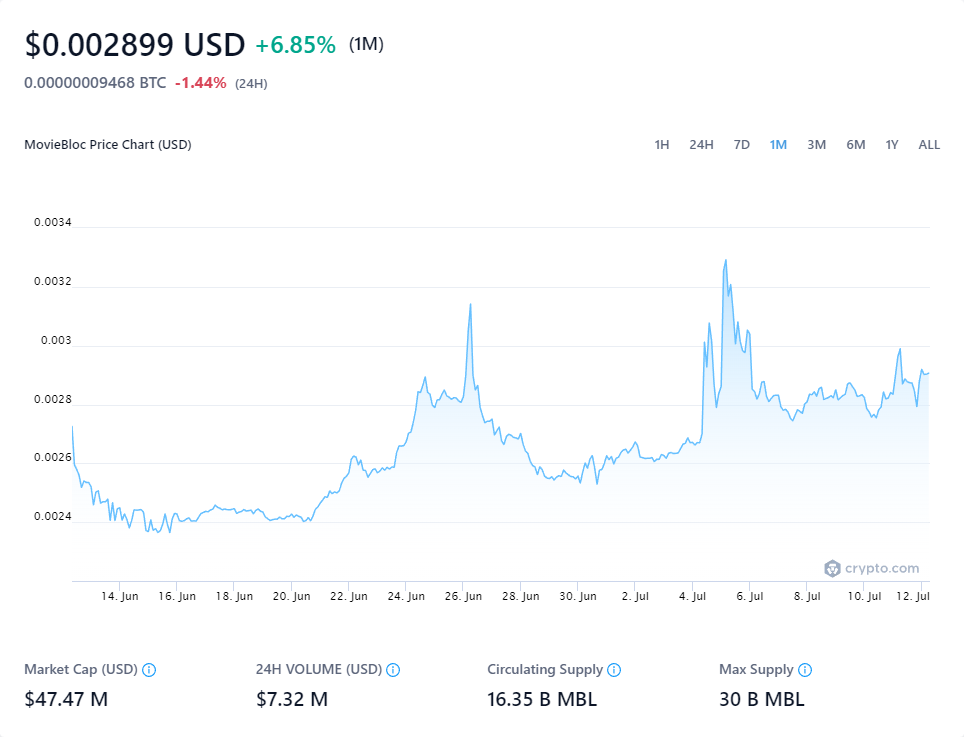 $0.002899 USD +6.85% (1M)
0.00000009468 BTC -1.44% (24H)
MovieBloc Price Chart (USD)
1H 24H 7D 1M 3M 6M 1Y ALL
0.0034
0.0032
0.003
0.0028
0.0026
0.0024
crypto.com
14. Jun 16. Jun 18. Jun 20. Jun 22. Jun 24. Jun 26. Jun 28. Jun 30. Jun 2. Jul 4. Jul 6. Jul 8. Jul 10. Jul 12. Jul
Market Cap (USD) 24H VOLUME (USD) Circulating Supply Max Supply
$47.47 M $7.32 M 16.35 B MBL 30 B MBL